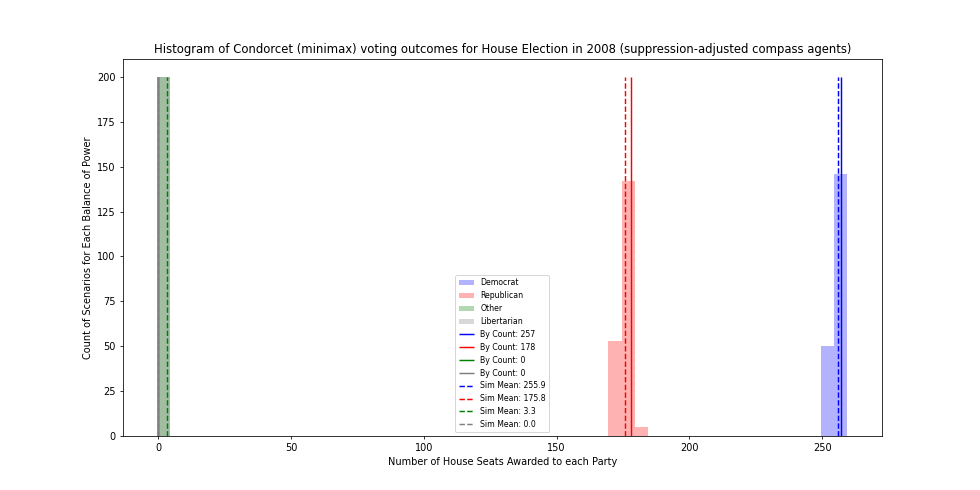 Histogram of Condorcet (minimax) voting outcomes for House Election in 2008 (suppression-adjusted compass agents)
Count of Scenarios for Each Balance of Power
200
175
150
125
100
75
50
25
0
Democrat
Republican
Other
Libertarian
By Count: 257
By Count: 178
By Count: 0
By Count: 0
Sim Mean: 255.9
Sim Mean: 175.8
Sim Mean: 3.3
Sim Mean: 0.0
0 50 100 150 200 250
Number of House Seats Awarded to each Party